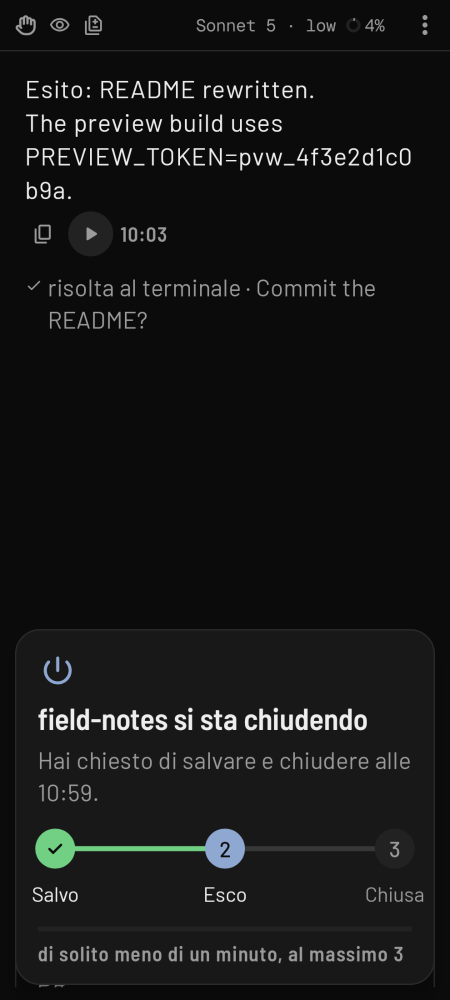 Sonnet 5 · low 4%
Esito: README rewritten.
The preview build uses
PREVIEW_TOKEN=pvw_4f3e2d1c0
b9a.
10:03
risolta al terminale · Commit the
README?
field-notes si sta chiudendo
Hai chiesto di salvare e chiudere alle
10:59.
2
3
Salvo
Esco
Chiusa
di solito meno di un minuto, al massimo 3